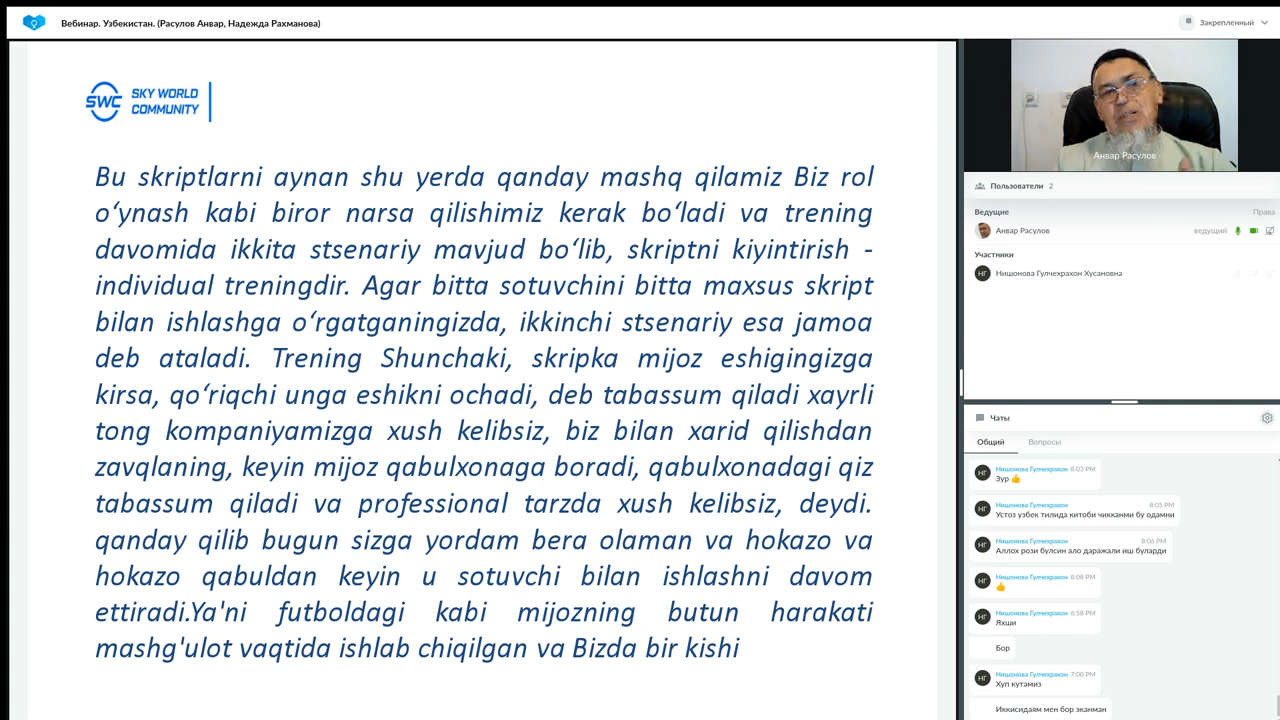 Вебинар. Узбекистан. (Расулов Анвар, Надежда Рахманова)
Закрепленный
SWC
SKY WORLD
COMMUNITY
Bu skriptlarni aynan shu yerda qanday mashq qilamiz Biz rol
o‘ynash kabi biror narsa qilishimiz kerak bo‘ladi va trening
davomida ikkita stsenariy mavjud bo‘lib, skriptni kiyintirish -
individual treningdir. Agar bitta sotuvchini bitta maxsus skript
bilan ishlashga o‘rgatganingizda, ikkinchi stsenariy esa jamoa
deb ataladi. Trening Shunchaki, skripka mijoz eshigingizga
kirsa, qo‘riqchi unga eshikni ochadi, deb tabassum qiladi xayrli
tong kompaniyamizga xush kelibsiz, biz bilan xarid qilishdan
zavqlaning, keyin mijoz qabulxonaga boradi, qabulxonadagi qiz
tabassum qiladi va professional tarzda xush kelibsiz, deydi.
qanday qilib bugun sizga yordam bera olaman va hokazo va
hokazo qabuldan keyin u sotuvchi bilan ishlashni davom
ettiradi.Ya'ni futboldagi kabi mijozning butun harakati
mashg'ulot vaqtida ishlab chiqilgan va Bizda bir kishi
Анвар Расулов
Пользователи 2
Ведущие Права
Анвар Расулов ведущий
Участники
НГ Нишонова Гулчехрахон Хусановна
Чаты
Общий Вопросы
НГ Нишонова Гулчехрахон 8:03 PM
Зур 👍
НГ Нишонова Гулчехрахон 8:05 PM
Устоз узбек тилида китоби чикканми бу одамни
НГ Нишонова Гулчехрахон 8:06 PM
Аллох рози булсин ало даражали иш буларди
НГ Нишонова Гулчехрахон 8:08 PM
👍
НГ Нишонова Гулчехрахон 6:58 PM
Яхши
Бор
НГ Нишонова Гулчехрахон 7:00 PM
Хуп кутамиз
Иккисидаям мен бор эканман